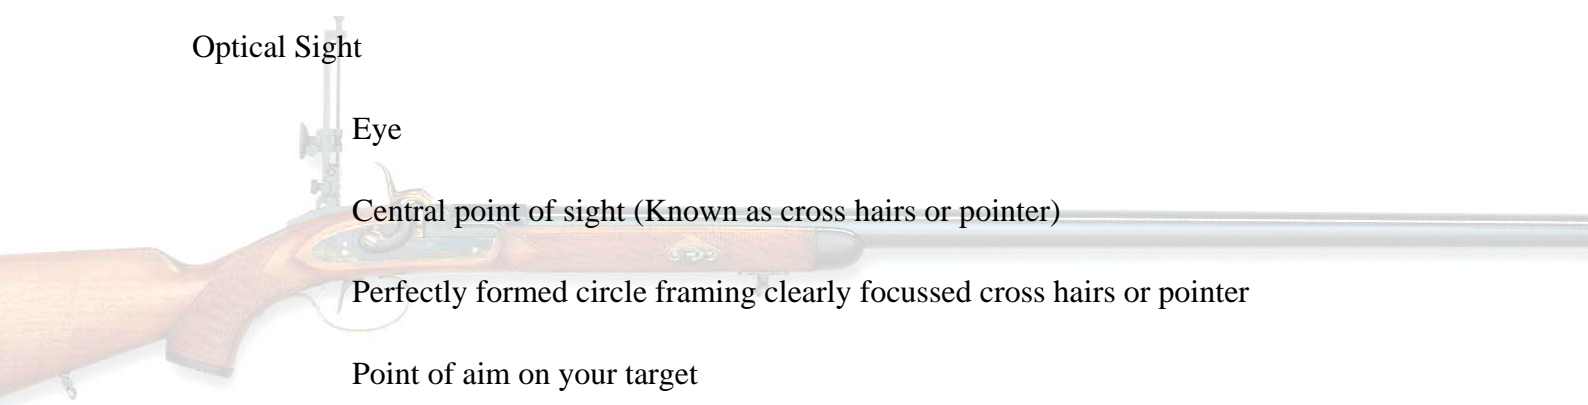 Optical Sight
Eye
Central point of sight (Known as cross hairs or pointer)
Perfectly formed circle framing clearly focussed cross hairs or pointer
Point of aim on your target